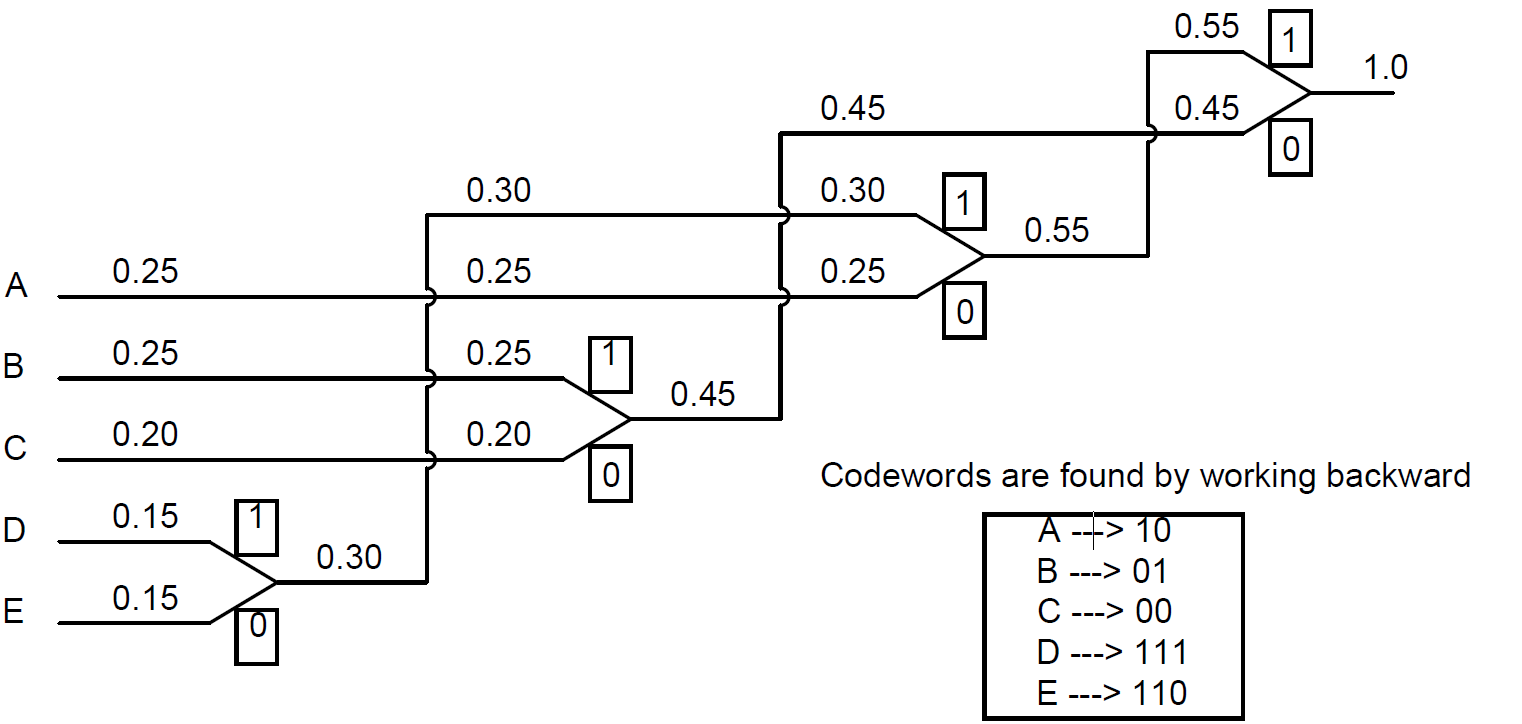 0.55 1
1.0
0.45 0.45
0
0.30 0.30 1
0.55
A 0.25 0.25 0.25
0
B 0.25 0.25 1
0.45
C 0.20 0.20
0
Codewords are found by working backward
D 0.15 1
0.30
E 0.15
0
A ---> 10
B ---> 01
C ---> 00
D ---> 111
E ---> 110